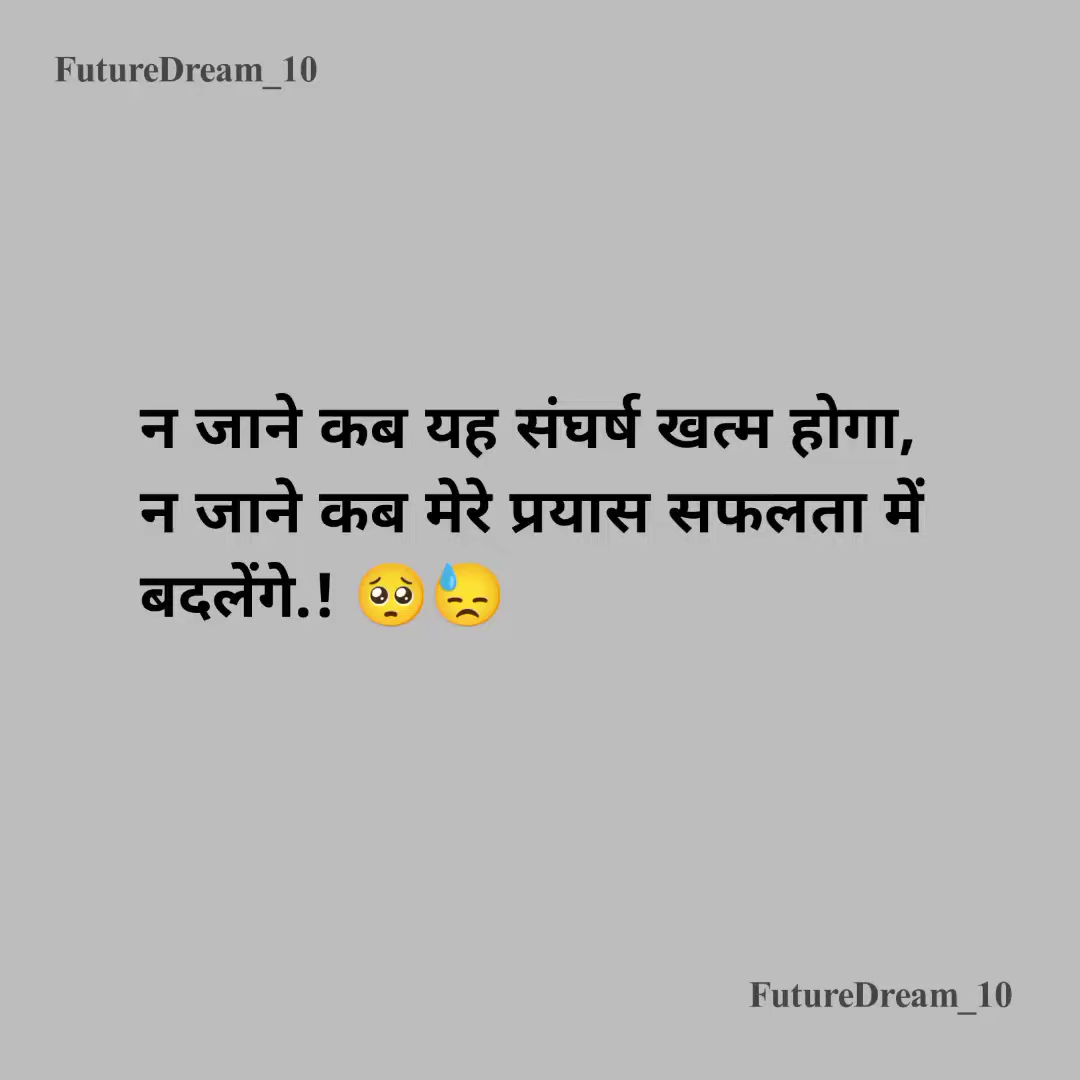 FutureDream_10
न जाने कब यह संघर्ष खत्म होगा,
न जाने कब मेरे प्रयास सफलता में
बदलेंगे.! 🥺😓
FutureDream_10